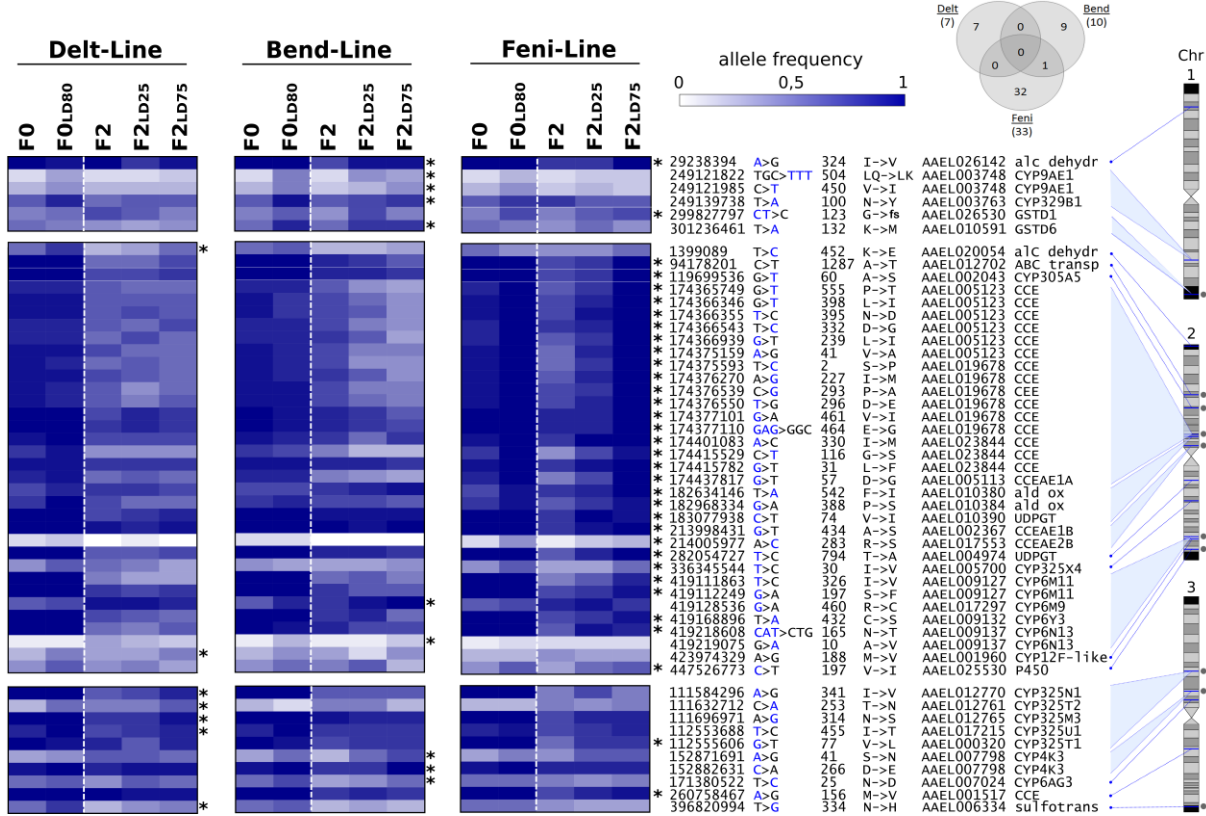 Delt
(7)
Bend
(10)
7
0
9
0
0
1
32
Feni
(33)
Delt-Line
Bend-Line
Feni-Line
allele frequency
0
0,5
1
Chr
1
F0
F0LD80
F2
F2LD25
F2LD75
F0
F0LD80
F2
F2LD25
F2LD75
F0
F0LD80
F2
F2LD25
F2LD75
* * 29238394 A>G 324 I->V AAEL026142 alc dehydr
* 249121822 TGC>TTT 504 LQ->LK AAEL003748 CYP9AE1
* 249121985 C>T 450 V->I AAEL003748 CYP9AE1
* 249139738 T>A 100 N->Y AAEL003763 CYP329B1
* 299827797 CT>C 123 G->fs AAEL026530 GSTD1
* 301236461 T>A 132 K->M AAEL010591 GSTD6
* 1399089 T>C 452 K->E AAEL020054 alc dehydr
* 94178201 C>T 1287 A->T AAEL012702 ABC transp
* 119699536 G>T 60 A->S AAEL002043 CYP305A5
* 174365749 G>T 555 P->T AAEL005123 CCE
* 174366346 G>T 398 L->I AAEL005123 CCE
* 174366355 T>C 395 N->D AAEL005123 CCE
* 174366543 T>C 332 D->G AAEL005123 CCE
* 174366939 G>T 239 L->I AAEL005123 CCE
* 174375159 A>G 41 V->A AAEL005123 CCE
* 174375593 T>C 2 S->P AAEL019678 CCE
* 174376270 A>G 227 I->M AAEL019678 CCE
* 174376539 C>G 293 P->A AAEL019678 CCE
* 174376550 T>G 296 D->E AAEL019678 CCE
* 174377101 G>A 461 V->I AAEL019678 CCE
* 174377110 GAG>GGC 464 E->G AAEL019678 CCE
* 174401083 A>C 330 I->M AAEL023844 CCE
* 174415529 C>T 116 G->S AAEL023844 CCE
* 174415782 G>T 31 L->F AAEL023844 CCE
* 174437817 G>T 57 D->G AAEL005113 CCEAE1A
* 182634146 T>A 542 F->I AAEL010380 ald ox
* 182968334 G>A 388 P->S AAEL010384 ald ox
* 183077938 C>T 74 V->I AAEL010390 UDPGT
* 213998431 G>T 434 A->S AAEL002367 CCEAE1B
* 214005977 A>C 283 R->S AAEL017553 CCEAE2B
* 282054727 T>C 794 T->A AAEL004974 UDPGT
* 336345544 T>C 30 I->V AAEL005700 CYP325X4
* 419111863 T>C 326 I->V AAEL009127 CYP6M11
* 419112249 G>A 197 S->F AAEL009127 CYP6M11
* 419128536 G>A 460 R->C AAEL017297 CYP6M9
* 419168896 T>A 432 C->S AAEL009132 CYP6Y3
* 419218608 CAT>CTG 165 N->T AAEL009137 CYP6N13
* 419219075 G>A 10 A->V AAEL009137 CYP6N13
* 423974329 A>G 188 M->V AAEL001960 CYP12F-like
* 447526773 C>T 197 V->I AAEL025530 P450
* 111584296 A>G 341 I->V AAEL012770 CYP325N1
* 111632712 C>A 253 T->N AAEL012761 CYP325T2
* 111696971 A>G 314 N->S AAEL012765 CYP325M3
* 112553688 T>C 455 I->T AAEL017215 CYP325U1
* 112555606 G>T 77 V->L AAEL000320 CYP325T1
* 152871691 A>G 41 S->N AAEL007798 CYP4K3
* 152882631 C>A 266 D->E AAEL007798 CYP4K3
* 171380522 T>C 25 N->D AAEL007024 CYP6AG3
* 260758467 A>G 156 M->V AAEL001517 CCE
* 396820994 T>G 334 N->H AAEL006334 sulfotrans
2
3